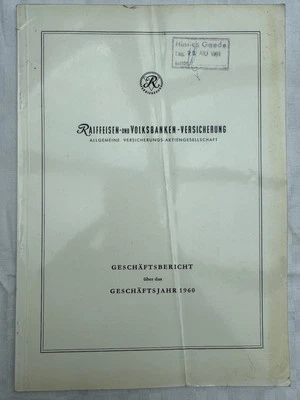 R
RAIFFEISEN-UND VOLKSBANKEN-VERSICHERUNG
ALLGEMEINE VERSICHERUNGS-AKTIENGESELLSCHAFT
GESCHÄFTSBERICHT
über das
GESCHÄFTSJAHR 1960